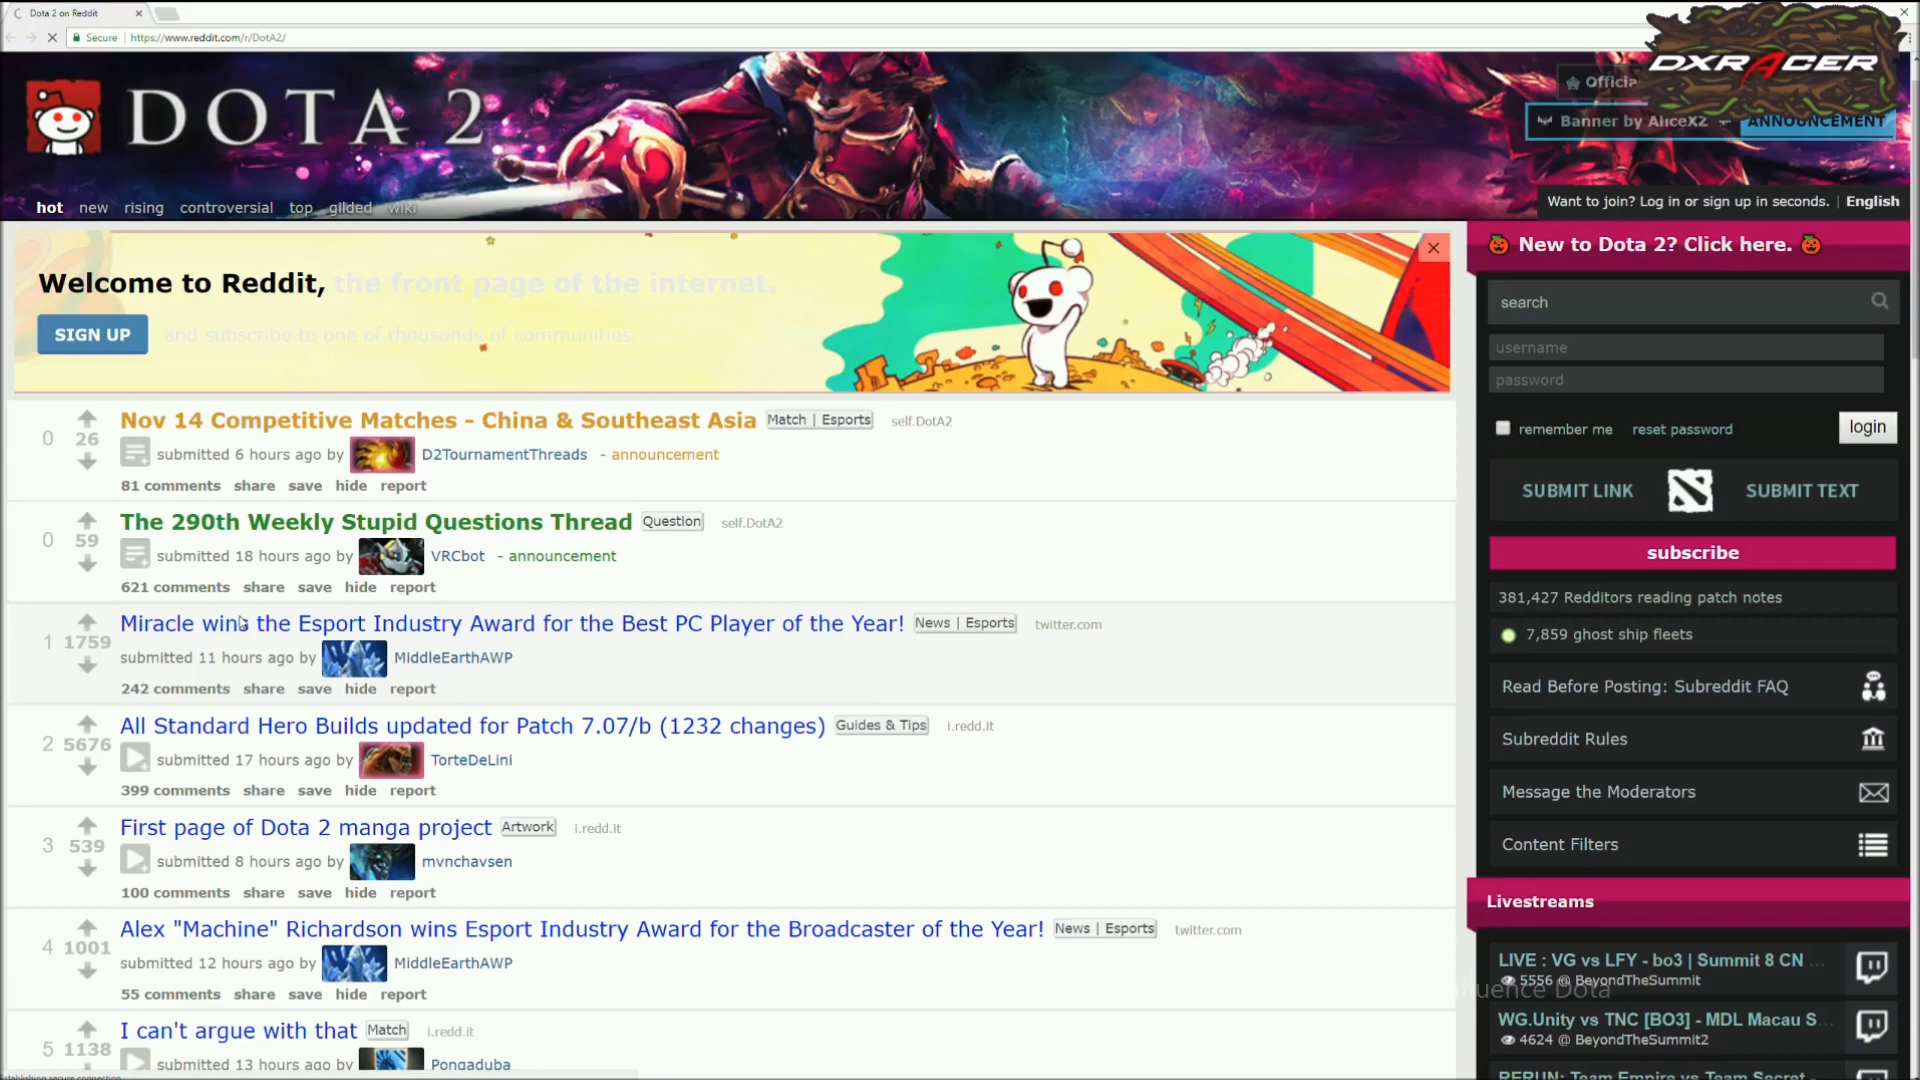 Dota 2 on Reddit
Secure | https://www.reddit.com/r/DotA2/
DXRACER
DOTA 2
Officia
Banner by AliceX2
ANNOUNCEMENT
hot new rising controversial top gilded wiki
Want to join? Log in or sign up in seconds. | English
Welcome to Reddit, the front page of the internet.
SIGN UP and subscribe to one of thousands of communities.
0
26
Nov 14 Competitive Matches - China & Southeast Asia Match | Esports self.DotA2
submitted 6 hours ago by D2TournamentThreads - announcement
81 comments share save hide report
0
59
The 290th Weekly Stupid Questions Thread Question self.DotA2
submitted 18 hours ago by VRCbot - announcement
621 comments share save hide report
1 1759
Miracle wins the Esport Industry Award for the Best PC Player of the Year! News | Esports twitter.com
submitted 11 hours ago by MiddleEarthAWP
242 comments share save hide report
2 5676
All Standard Hero Builds updated for Patch 7.07/b (1232 changes) Guides & Tips i.redd.it
submitted 17 hours ago by TorteDeLini
399 comments share save hide report
3 539
First page of Dota 2 manga project Artwork i.redd.it
submitted 8 hours ago by mvnchavsen
100 comments share save hide report
4 1001
Alex "Machine" Richardson wins Esport Industry Award for the Broadcaster of the Year! News | Esports twitter.com
submitted 12 hours ago by MiddleEarthAWP
55 comments share save hide report
5 1138
I can't argue with that Match i.redd.it
submitted 13 hours ago by Pongaduba
Establishing secure connection
New to Dota 2? Click here.
search
username
password
remember me reset password login
SUBMIT LINK SUBMIT TEXT
subscribe
381,427 Redditors reading patch notes
7,859 ghost ship fleets
Read Before Posting: Subreddit FAQ
Subreddit Rules
Message the Moderators
Content Filters
Livestreams
LIVE : VG vs LFY - bo3 | Summit 8 CN ...
5556 @ BeyondTheSummit
fluence Dota
WG.Unity vs TNC [BO3] - MDL Macau S...
4624 @ BeyondTheSummit2
RERUN: Team Empire vs Team Secret